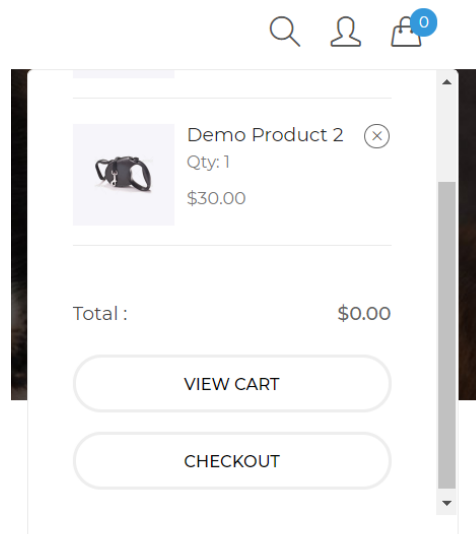 0
Demo Product 2
Qty: 1
$30.00
Total : $0.00
VIEW CART
CHECKOUT